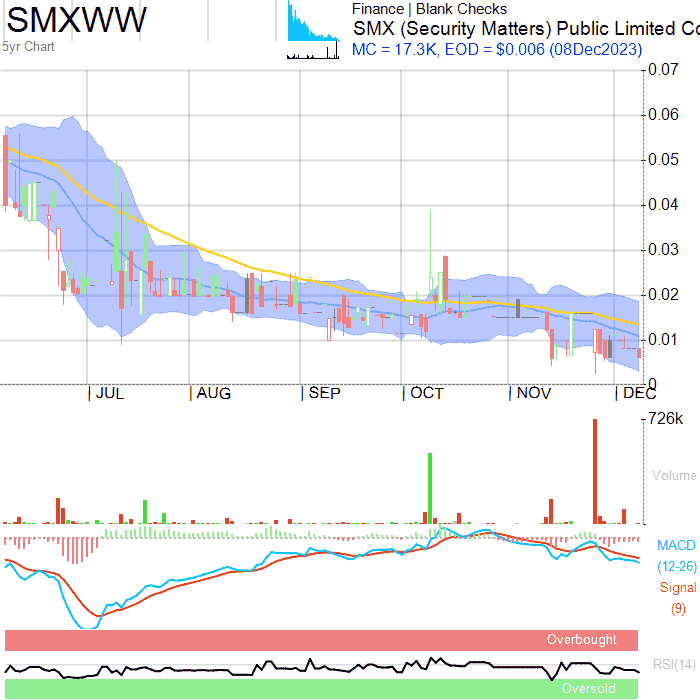 SMXWW
5yr Chart
Finance | Blank Checks
SMX (Security Matters) Public Limited Co
MC = 17.3K, EOD = $0.006 (08Dec2023)
0.07
0.06
0.05
0.04
0.03
0.02
0.01
0
JUL AUG SEP OCT NOV DEC
726k
Volume
MACD
(12-26)
Signal
(9)
Overbought
RSI(14)
Oversold